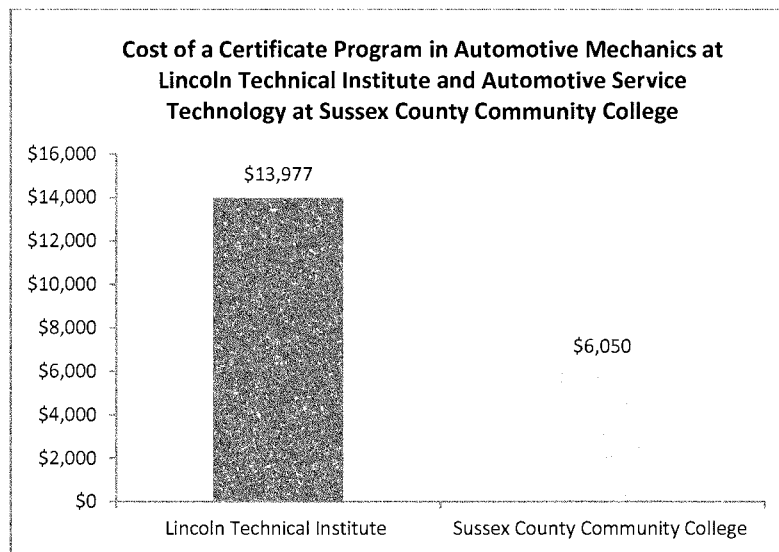 Cost of a Certificate Program in Automotive Mechanics at
Lincoln Technical Institute and Automotive Service
Technology at Sussex County Community College
$16,000
$14,000
$12,000
$10,000
$8,000
$6,000
$4,000
$2,000
$0
$13,977
$6,050
Lincoln Technical Institute
Sussex County Community College